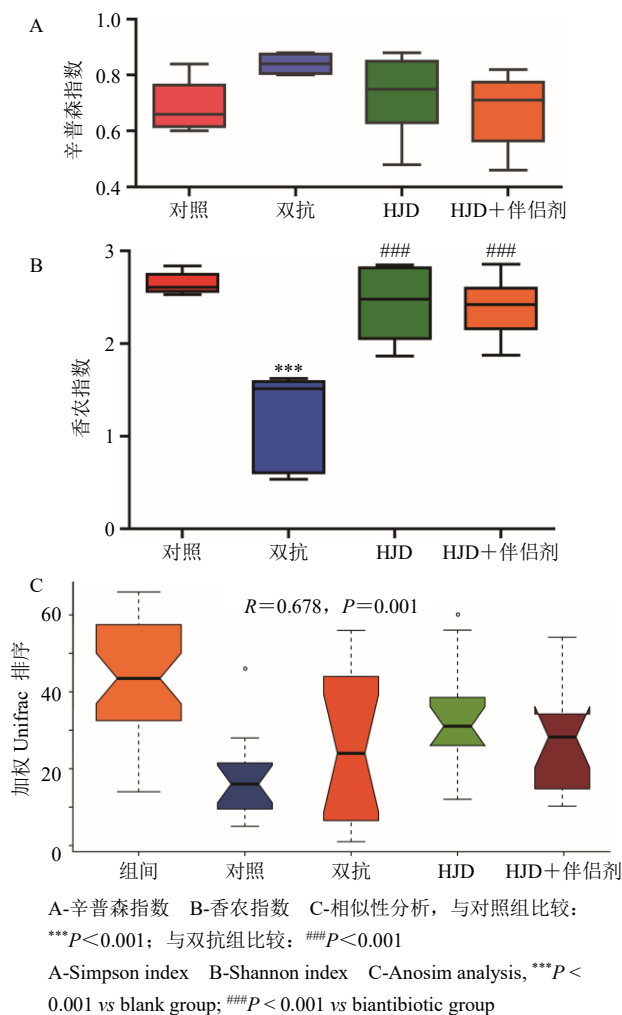 A
辛普森指数
1.0
0.8
0.6
0.4
对照 双抗 HJD HJD＋伴侣剂
B
香农指数
3
2
1
0
***
###
###
对照 双抗 HJD HJD＋伴侣剂
C
R＝0.678，P＝0.001
加权 Unifrac 排序
60
40
20
0
组间 对照 双抗 HJD HJD＋伴侣剂
A-辛普森指数 B-香农指数 C-相似性分析，与对照组比较：
***P＜0.001；与双抗组比较：###P＜0.001
A-Simpson index B-Shannon index C-Anosim analysis, ***P <
0.001 vs blank group; ###P < 0.001 vs biantibiotic group